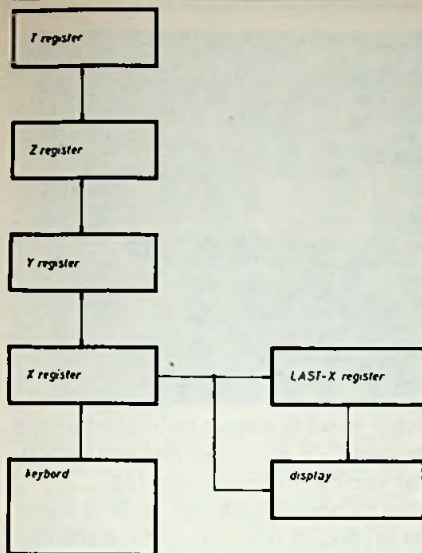 T register
Z register
Y register
X register
LAST-X register
keybord
display